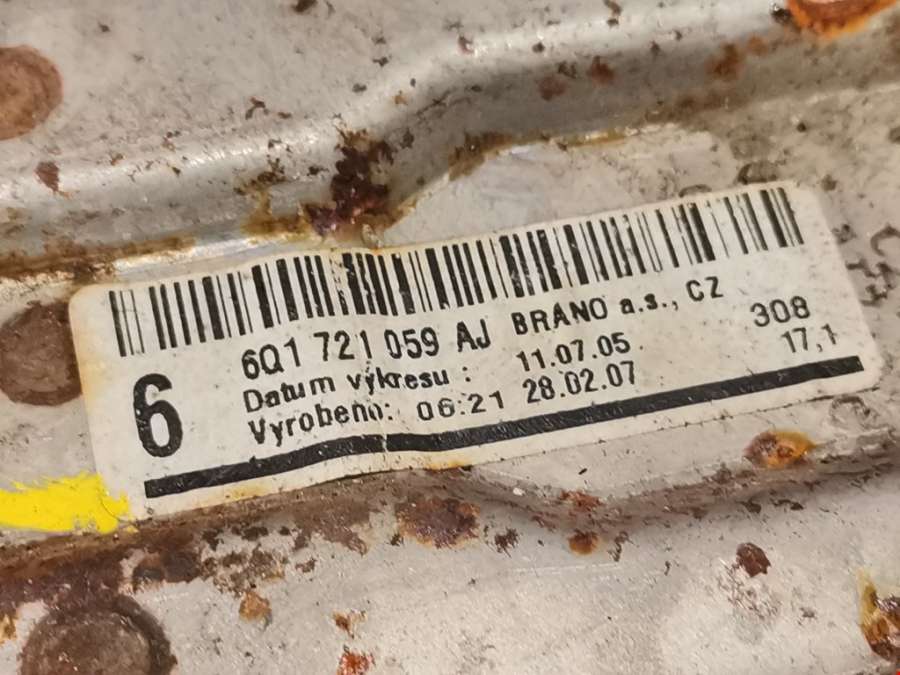 6Q1 721 059 AJ BRANO a.s., CZ
6
Datum výkresu : 11.07.05 308
Vyrobeno: 06:21 28.02.07 17,1